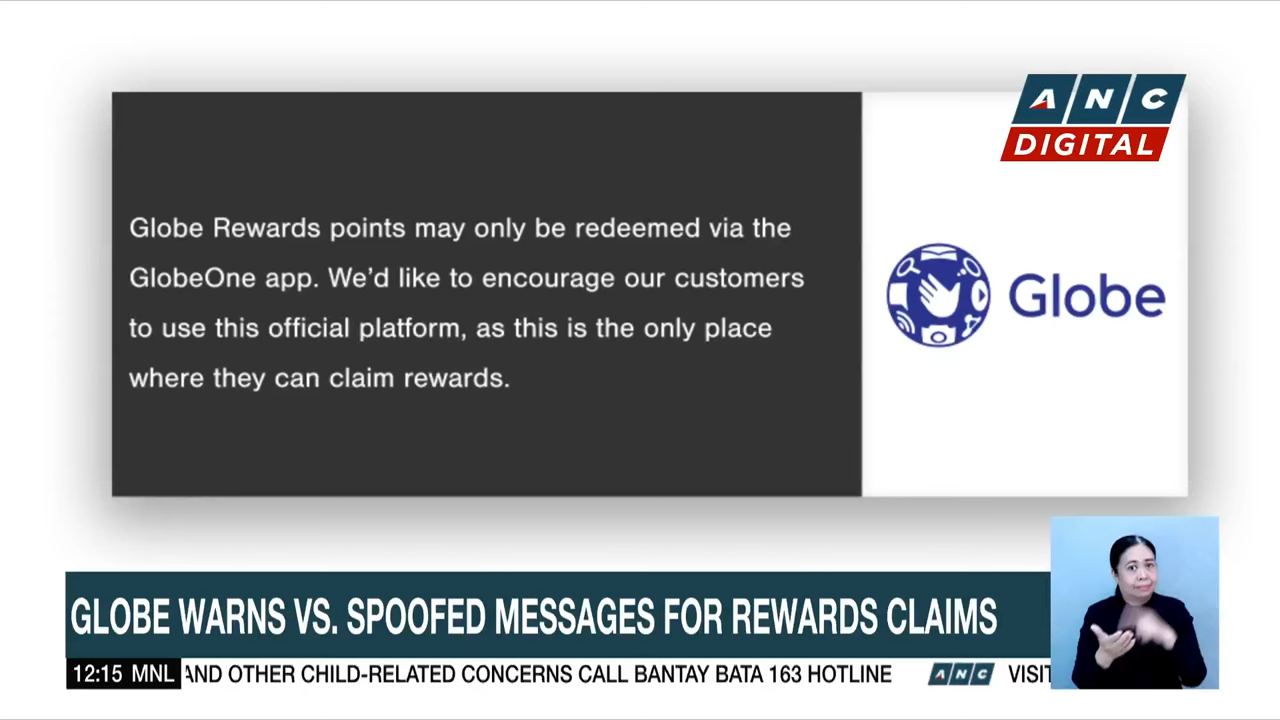 ANC
DIGITAL
Globe Rewards points may only be redeemed via the
GlobeOne app. We'd like to encourage our customers
to use this official platform, as this is the only place
where they can claim rewards.
Globe
GLOBE WARNS VS. SPOOFED MESSAGES FOR REWARDS CLAIMS
12:15 MNL AND OTHER CHILD-RELATED CONCERNS CALL BANTAY BATA 163 HOTLINE ANC VISIT